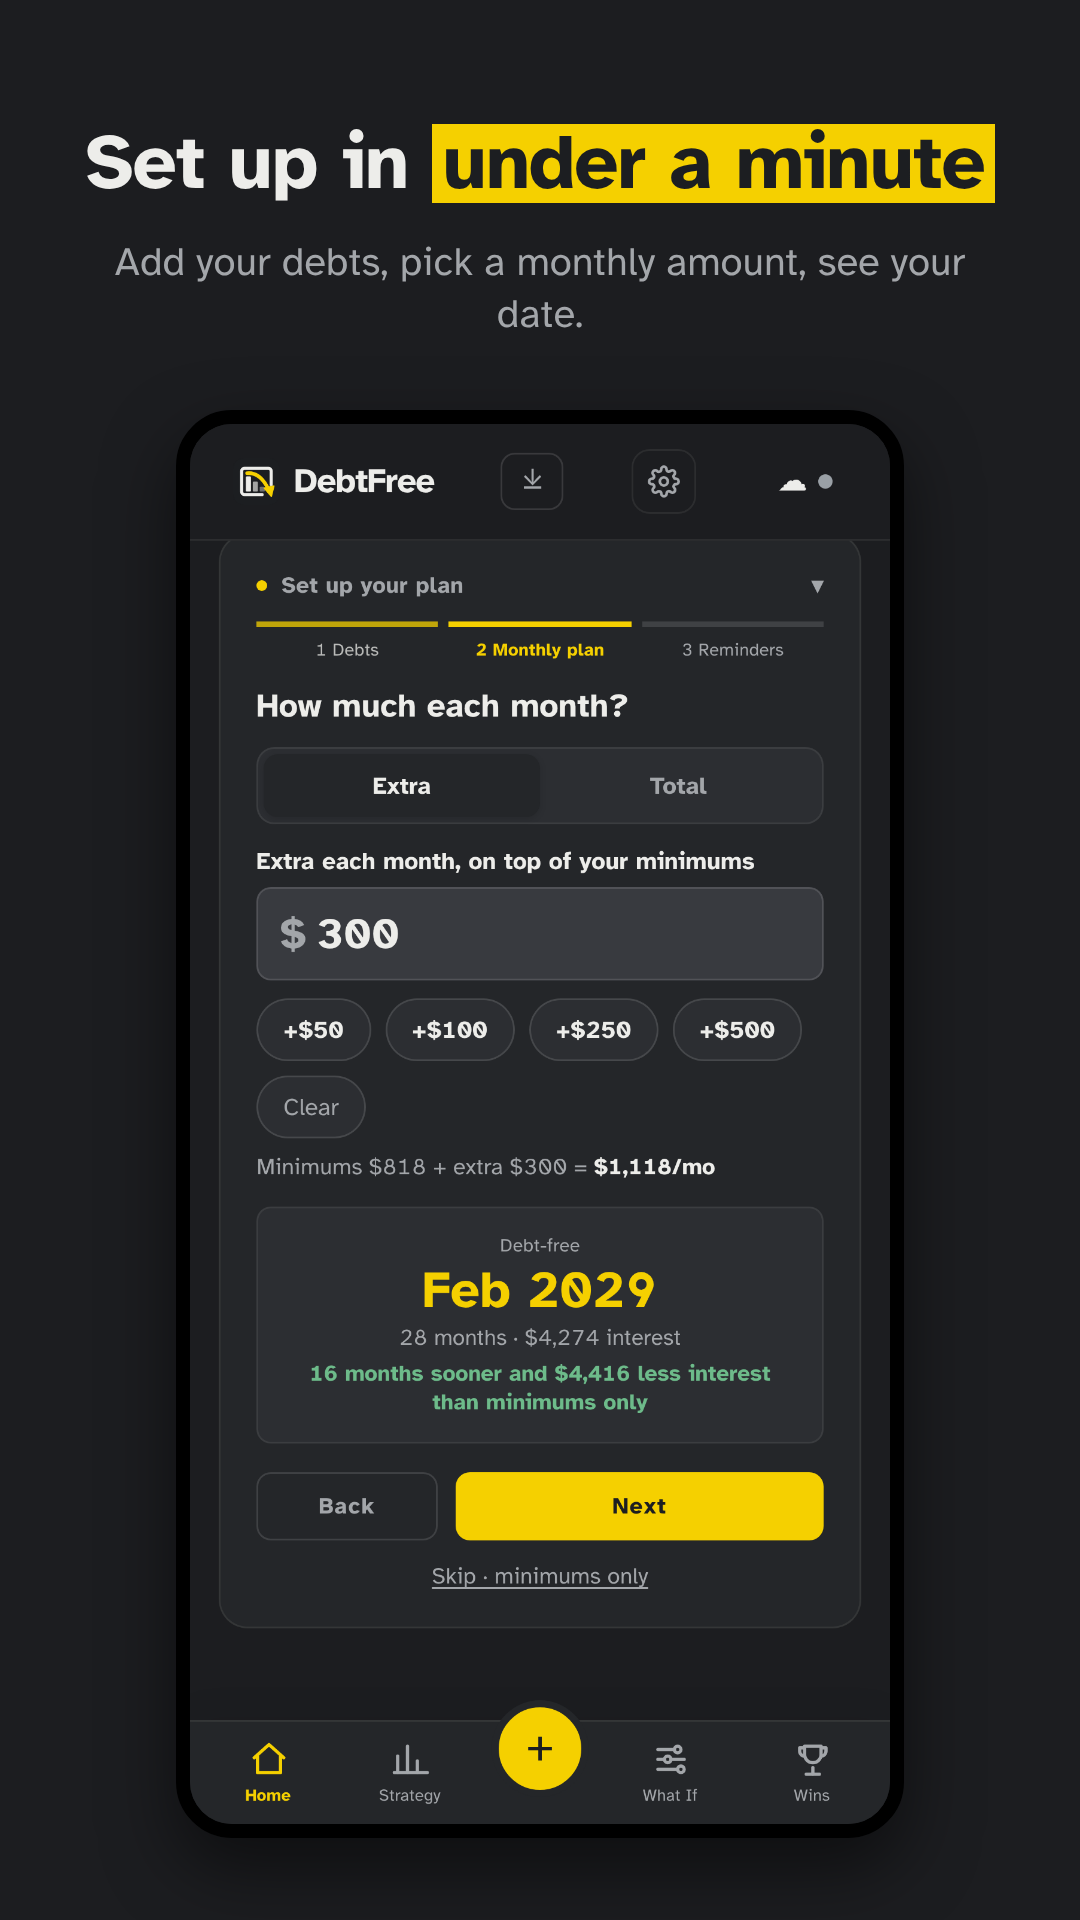 Set up in under a minute
Add your debts, pick a monthly amount, see your
date.
DebtFree
Set up your plan ▼
1 Debts
2 Monthly plan
3 Reminders
How much each month?
Extra
Total
Extra each month, on top of your minimums
$ 300
+$50
+$100
+$250
+$500
Clear
Minimums $818 + extra $300 = $1,118/mo
Debt-free
Feb 2029
28 months · $4,274 interest
16 months sooner and $4,416 less interest
than minimums only
Back
Next
Skip · minimums only
Home
Strategy
+
What If
Wins